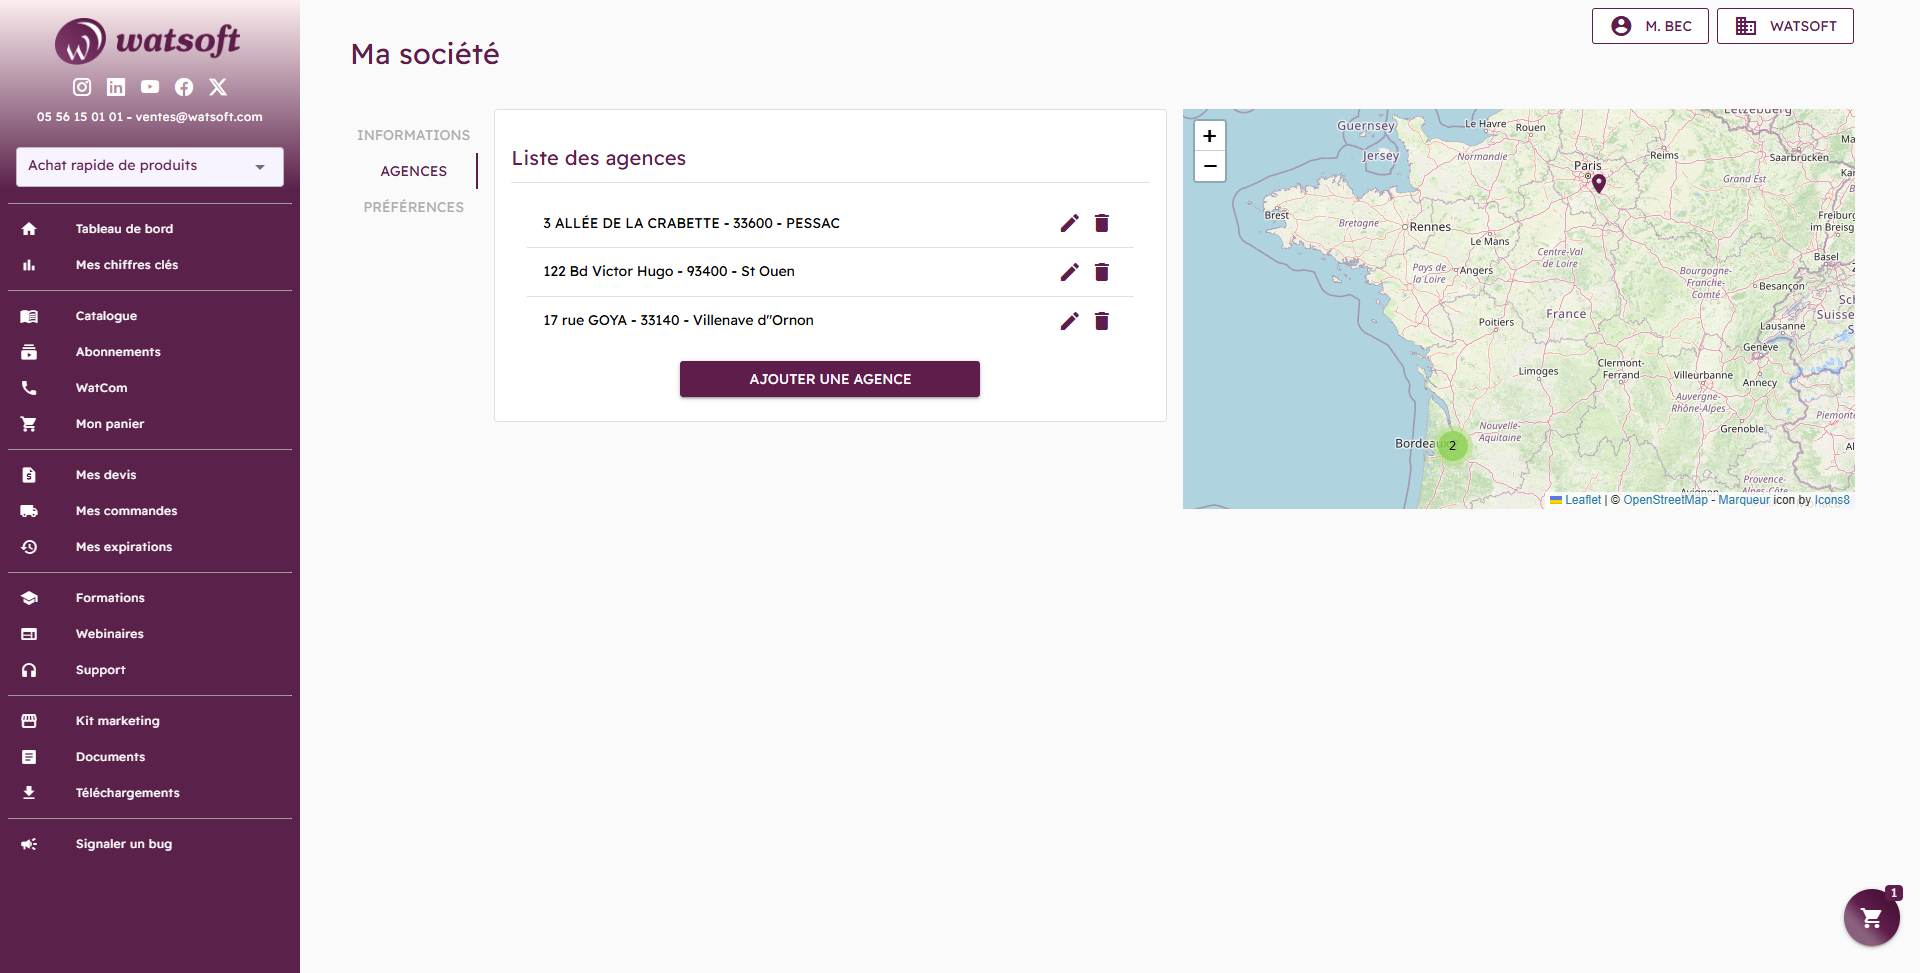 watsoft
05 56 15 01 01 - ventes@watsoft.com
Achat rapide de produits
Tableau de bord
Mes chiffres clés
Catalogue
Abonnements
WatCom
Mon panier
Mes devis
Mes commandes
Mes expirations
Formations
Webinaires
Support
Kit marketing
Documents
Téléchargements
Signaler un bug
M. BEC
WATSOFT
Ma société
INFORMATIONS
AGENCES
PRÉFÉRENCES
Liste des agences
3 ALLÉE DE LA CRABETTE - 33600 - PESSAC
122 Bd Victor Hugo - 93400 - St Ouen
17 rue GOYA - 33140 - Villenave d''Ornon
AJOUTER UNE AGENCE
+
−
Guernsey
Le Havre
Rouen
Jersey
Normandie
Paris
Reims
Saarbrücken
Grand Est
Brest
Bretagne
Rennes
Le Mans
Freiburg
im Breisg
Centre-Val
de Loire
Basel
Pays de
la Loire
Angers
Bourgogne-
Franche-
Comté
Besançon
France
Suisse
Poitiers
Lausanne
Genève
Limoges
Clermont-
Ferrand
Villeurbanne
Annecy
Auvergne-
Rhône-Alpes
Piemont
Nouvelle-
Aquitaine
Grenoble
Bordeaux
2
Provence-
Leaflet | © OpenStreetMap - Marqueur icon by Icons8
1